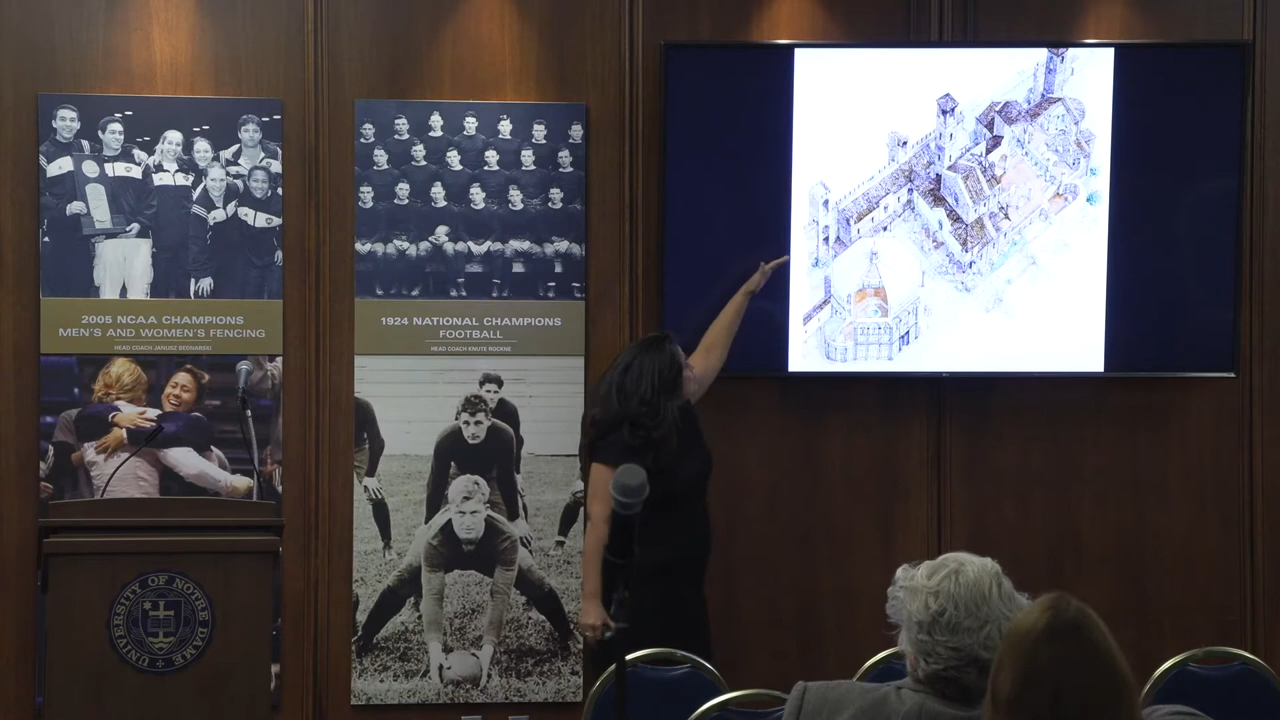 2005 NCAA CHAMPIONS
MEN'S AND WOMEN'S FENCING
HEAD COACH JANUSZ BEDNARSKI
1924 NATIONAL CHAMPIONS
FOOTBALL
HEAD COACH KNUTE ROCKNE
UNIVERSITY OF NOTRE DAME